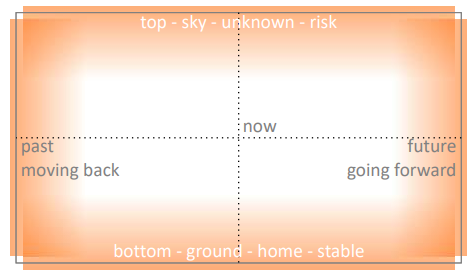 top - sky - unknown - risk
now
past
future
moving back
going forward
bottom - ground - home - stable